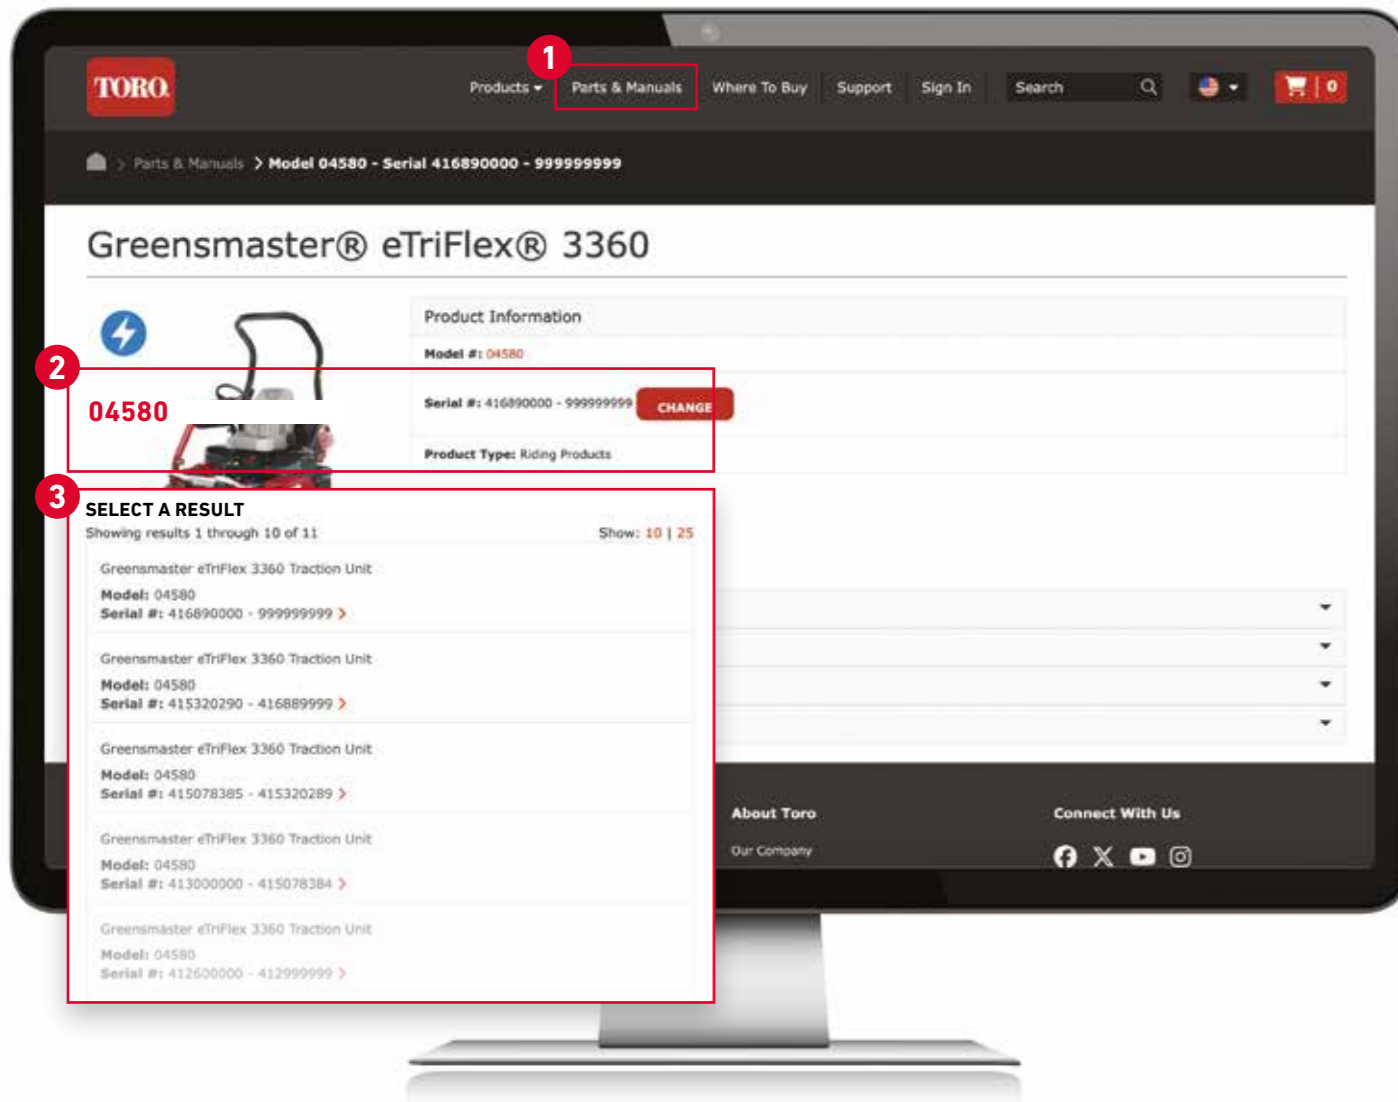 1
TORO
Products
Parts & Manuals
Where To Buy
Support
Sign In
Search
0
> Parts & Manuals > Model 04580 - Serial 416890000 - 999999999
Greensmaster® eTriFlex® 3360
Product Information
Model #: 04580
2
04580
Serial #: 416890000 - 999999999
CHANGE
Product Type: Riding Products
3
SELECT A RESULT
Showing results 1 through 10 of 11
Show: 10 | 25
Greensmaster eTriFlex 3360 Traction Unit
Model: 04580
Serial #: 416890000 - 999999999 >
Greensmaster eTriFlex 3360 Traction Unit
Model: 04580
Serial #: 415320290 - 416889999 >
Greensmaster eTriFlex 3360 Traction Unit
Model: 04580
Serial #: 415078385 - 415320289 >
Greensmaster eTriFlex 3360 Traction Unit
Model: 04580
Serial #: 413000000 - 415078384 >
Greensmaster eTriFlex 3360 Traction Unit
Model: 04580
Serial #: 412600000 - 412999999 >
About Toro
Our Company
Connect With Us